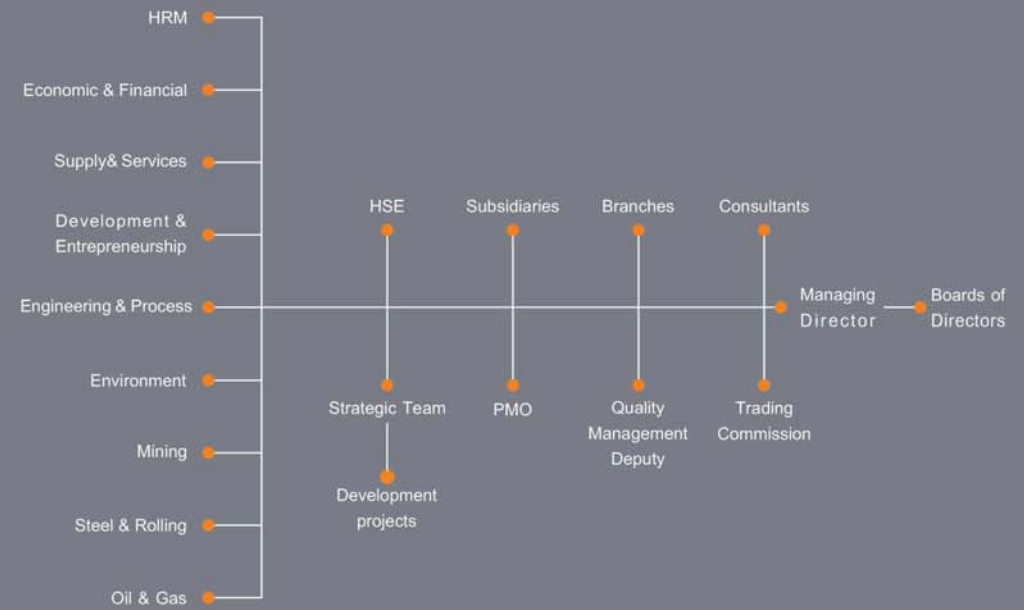 HRM
Economic & Financial
Supply& Services
Development &
Entrepreneurship
Engineering & Process
Environment
Mining
Steel & Rolling
Oil & Gas
HSE
Subsidiaries
Branches
Consultants
Strategic Team
PMO
Quality
Management
Deputy
Trading
Commission
Development
projects
Managing
Director
Boards of
Directors